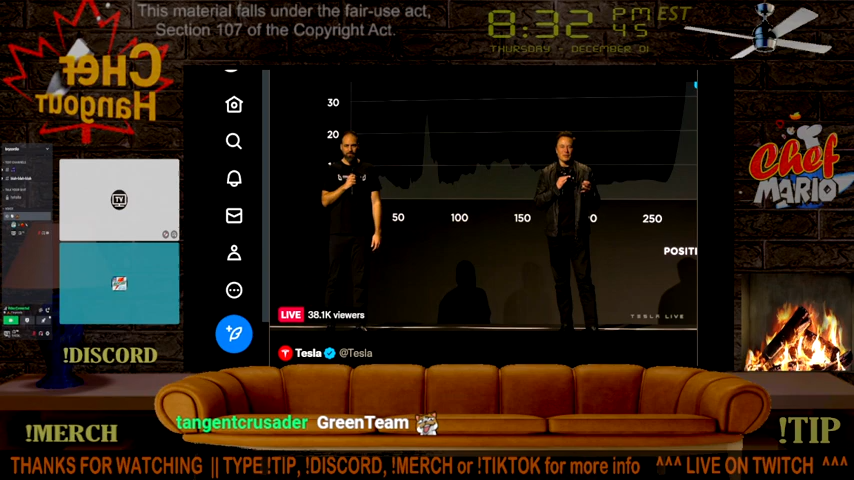 This material falls under the fair-use act,
Section 107 of the Copyright Act.
8:32 PM EST
45
THURSDAY - DECEMBER 01
CHEF
Hangout
Chef
MARIO
30
20
50 100 150 0 250
POSITI
TV
LIVE 38.1K viewers
TESLA LIVE
Tesla @Tesla
!DISCORD
tangentcrusader GreenTeam
!MERCH
!TIP
THANKS FOR WATCHING || TYPE !TIP, !DISCORD, !MERCH or !TIKTOK for more info ^^^ LIVE ON TWITCH ^^^